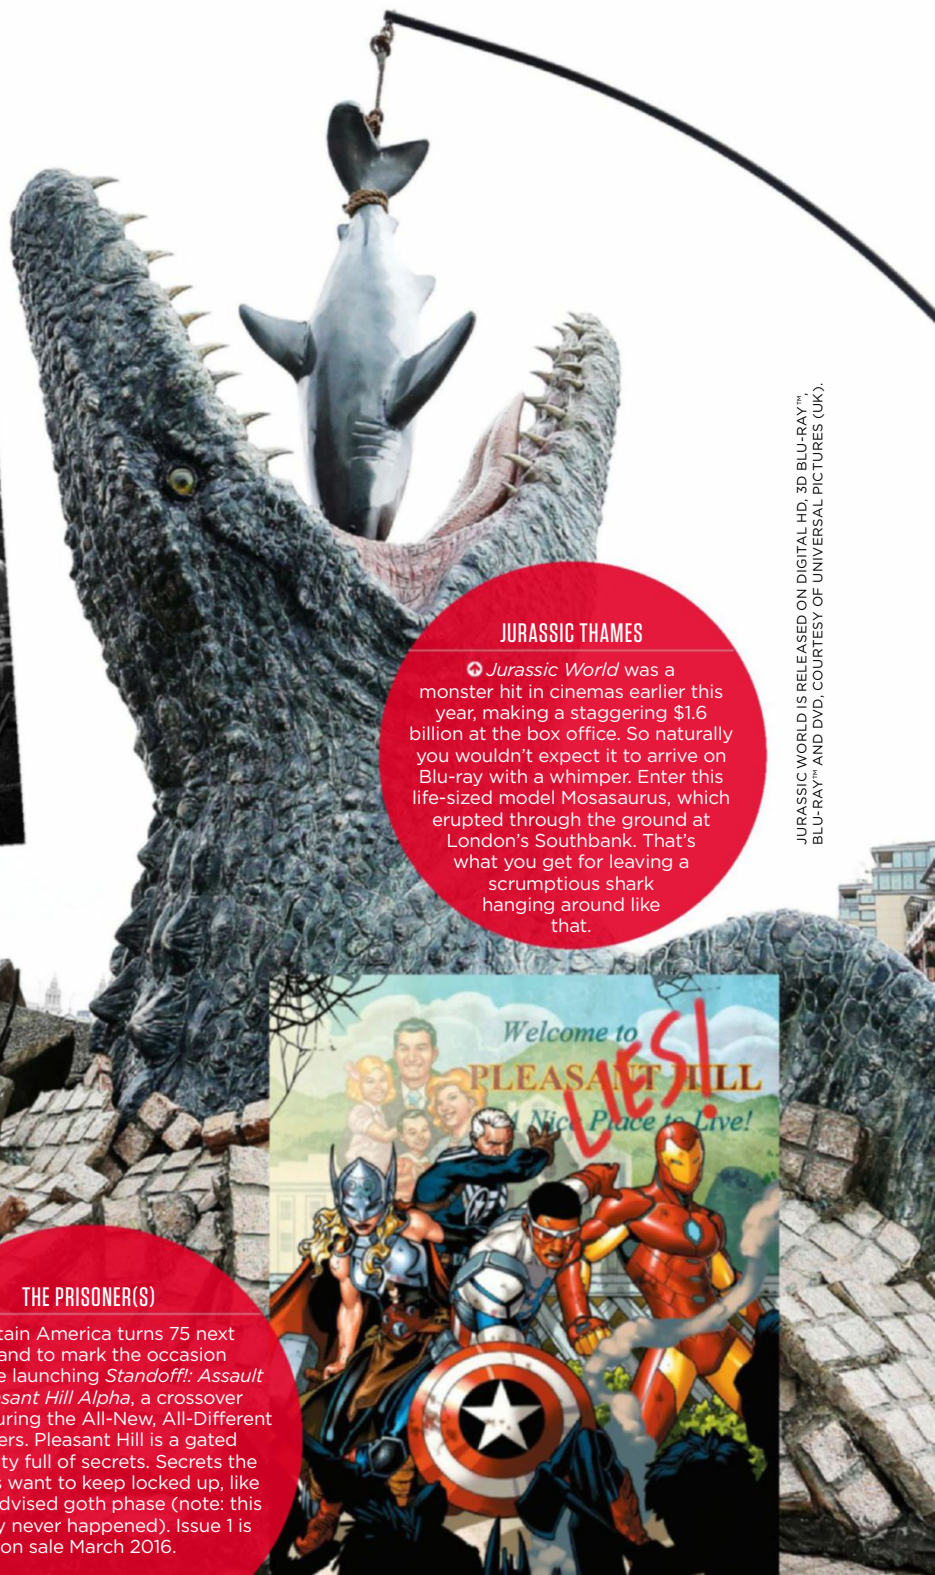 JURASSIC THAMES
Jurassic World was a
monster hit in cinemas earlier this
year, making a staggering $1.6
billion at the box office. So naturally
you wouldn't expect it to arrive on
Blu-ray with a whimper. Enter this
life-sized model Mosasaurus, which
erupted through the ground at
London's Southbank. That's
what you get for leaving a
scrumptious shark
hanging around like
that.
JURASSIC WORLD IS RELEASED ON DIGITAL HD, 3D BLU-RAY™,
BLU-RAY™ AND DVD, COURTESY OF UNIVERSAL PICTURES (UK).
Welcome to
PLEASANT HILL
A Nice Place to Live!
LIES!
THE PRISONER(S)
tain America turns 75 next
and to mark the occasion
e launching Standoff!: Assault
asant Hill Alpha, a crossover
uring the All-New, All-Different
ers. Pleasant Hill is a gated
ty full of secrets. Secrets the
s want to keep locked up, like
dvised goth phase (note: this
y never happened). Issue 1 is
on sale March 2016.